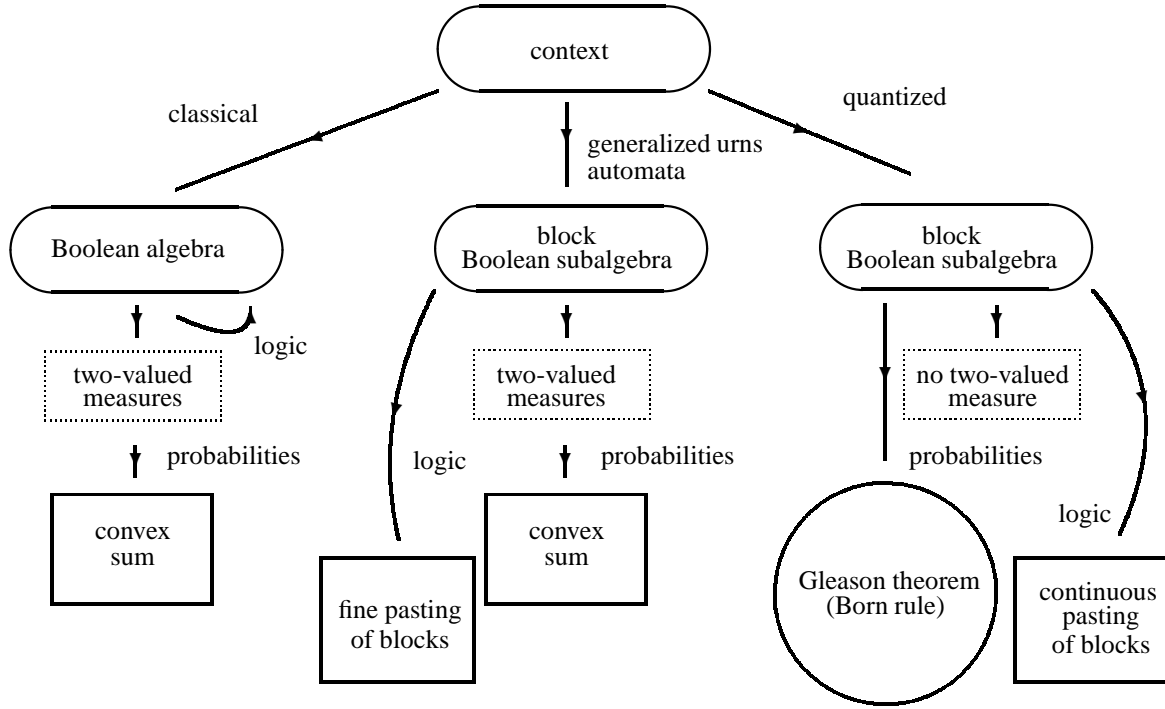 context
classical
quantized
generalized urns
automata
Boolean algebra
block
Boolean subalgebra
block
Boolean subalgebra
logic
two-valued
measures
two-valued
measures
no two-valued
measure
probabilities
logic
probabilities
probabilities
convex
sum
convex
sum
logic
fine pasting
of blocks
Gleason theorem
(Born rule)
continuous
pasting
of blocks